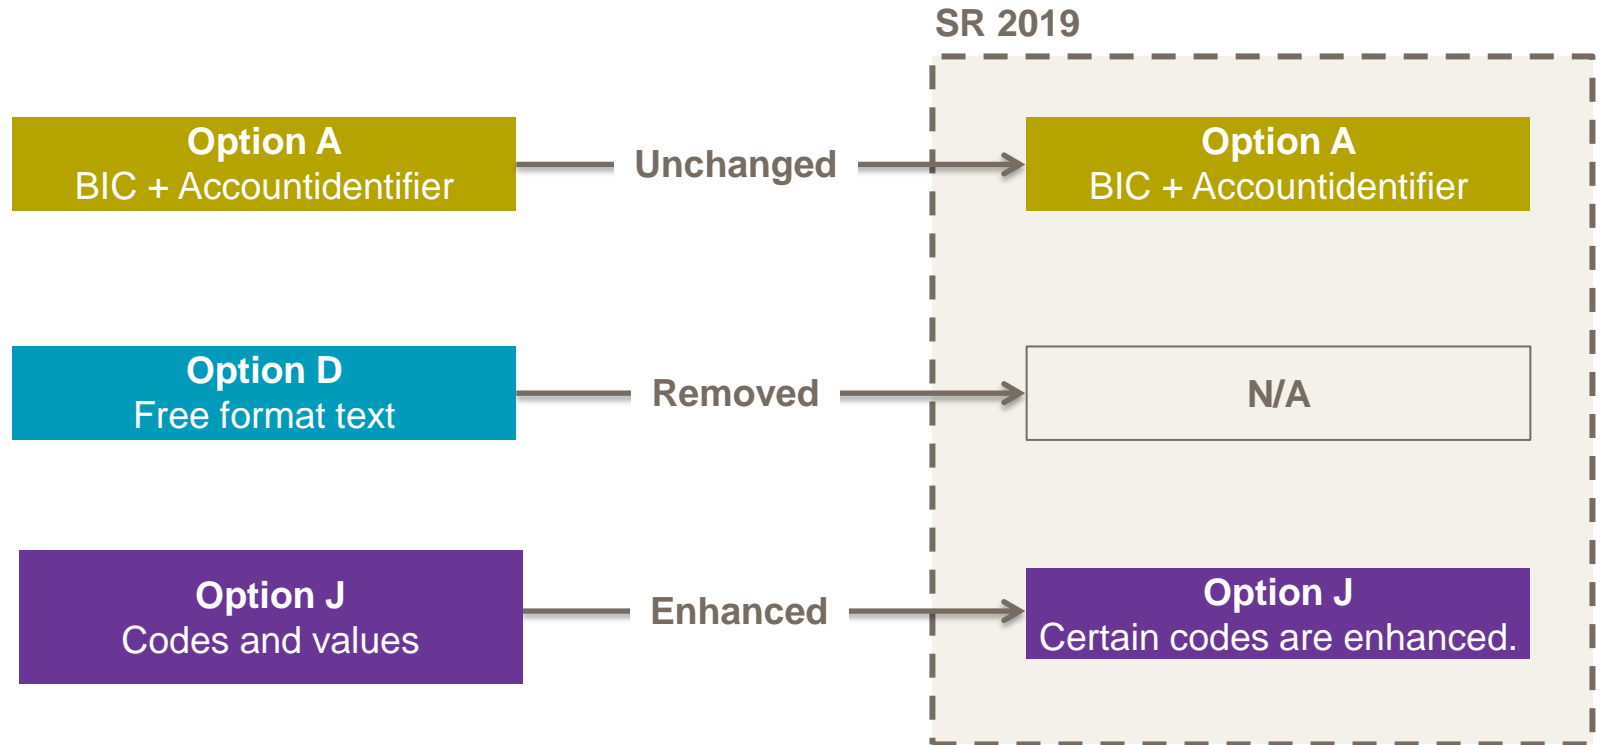 SR 2019
Option A
BIC + Accountidentifier
Unchanged
Option A
BIC + Accountidentifier
Option D
Free format text
Removed
N/A
Option J
Codes and values
Enhanced
Option J
Certain codes are enhanced.